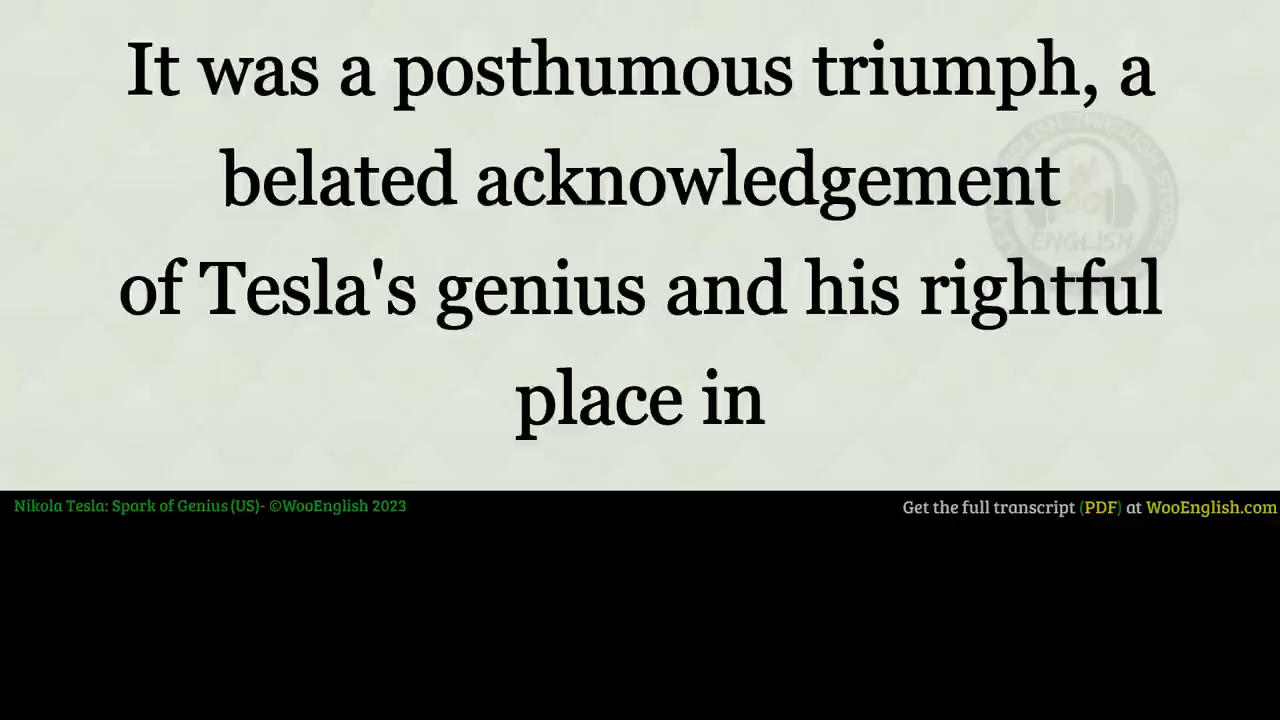 It was a posthumous triumph, a
belated acknowledgement
of Tesla's genius and his rightful
place in
ENGLISH
Nikola Tesla: Spark of Genius (US)- ©WooEnglish 2023
Get the full transcript (PDF) at WooEnglish.com